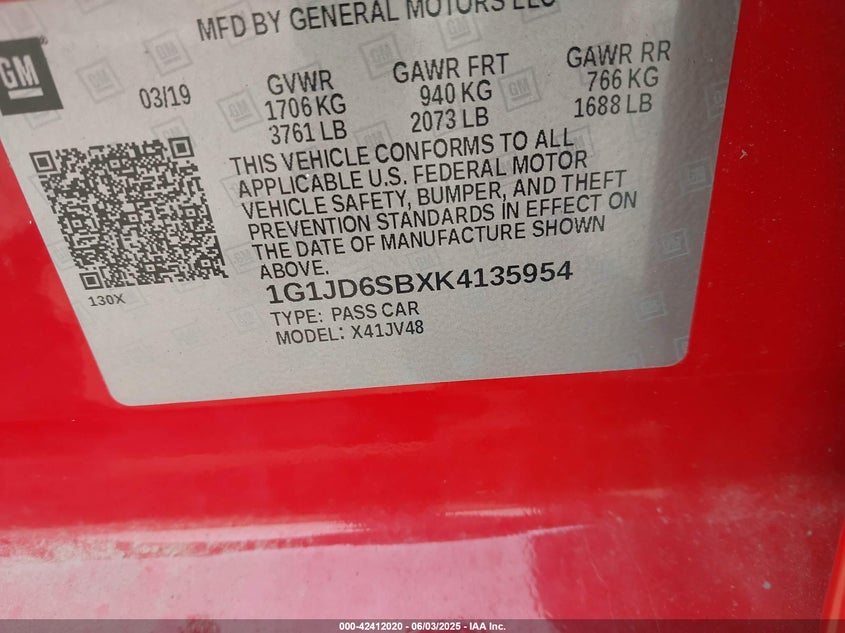 MFD BY GENERAL MOTORS LLC
GM
03/19
GVWR
1706 KG
3761 LB
GAWR FRT
940 KG
2073 LB
GAWR RR
766 KG
1688 LB
THIS VEHICLE CONFORMS TO ALL
APPLICABLE U.S. FEDERAL MOTOR
VEHICLE SAFETY, BUMPER, AND THEFT
PREVENTION STANDARDS IN EFFECT ON
THE DATE OF MANUFACTURE SHOWN
ABOVE.
130X
1G1JD6SBXK4135954
TYPE: PASS CAR
MODEL: X41JV48
000-42412020 - 06/03/2025 - IAA Inc.